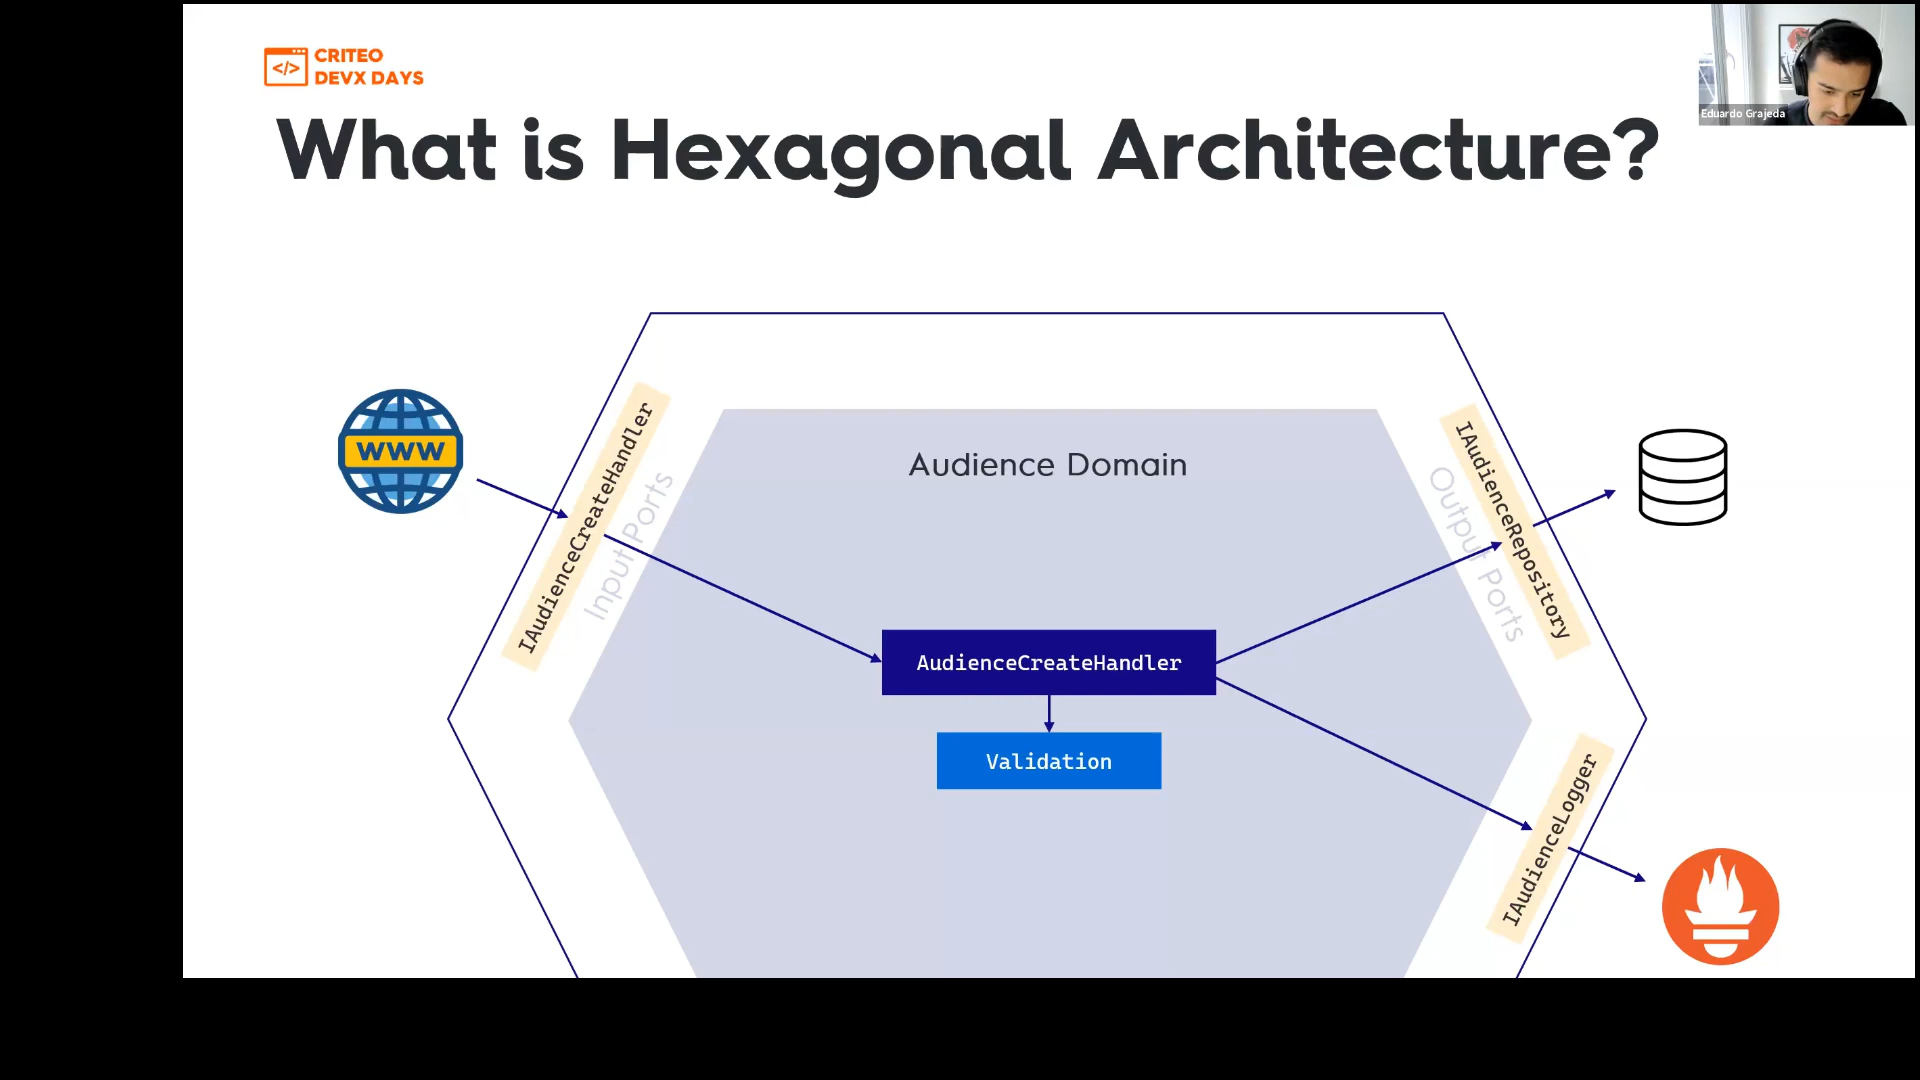 </>
CRITEO
DEVX DAYS
Eduardo Grajeda
What is Hexagonal Architecture?
WWW
IAudienceCreateHandler
Input Ports
Audience Domain
Output Ports
IAudienceRepository
AudienceCreateHandler
Validation
IAudienceLogger